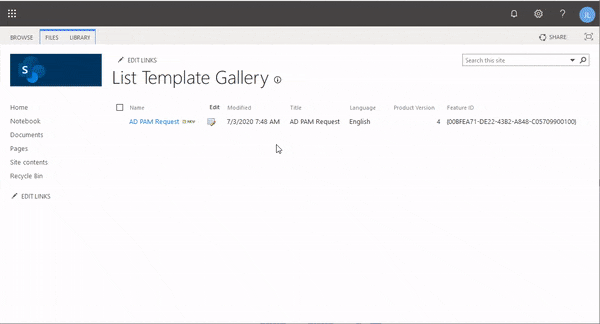 ?
JL
BROWSE FILES LIBRARY SHARE
S
EDIT LINKS
Search this site
List Template Gallery
Name Edit Modified Title Language Product Version Feature ID
AD PAM Request NEW 7/3/2020 7:48 AM AD PAM Request English 4 {00BFEA71-DE22-43B2-A848-C05709900100}
Home
Notebook
Documents
Pages
Site contents
Recycle Bin
EDIT LINKS